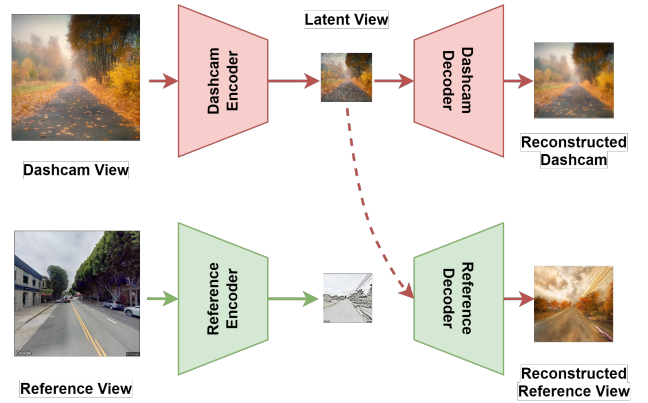 Latent View
Dashcam
Encoder
Dashcam
Decoder
Dashcam View
Reconstructed
Dashcam
Reference
Encoder
Reference
Decoder
Reference View
Reconstructed
Reference View